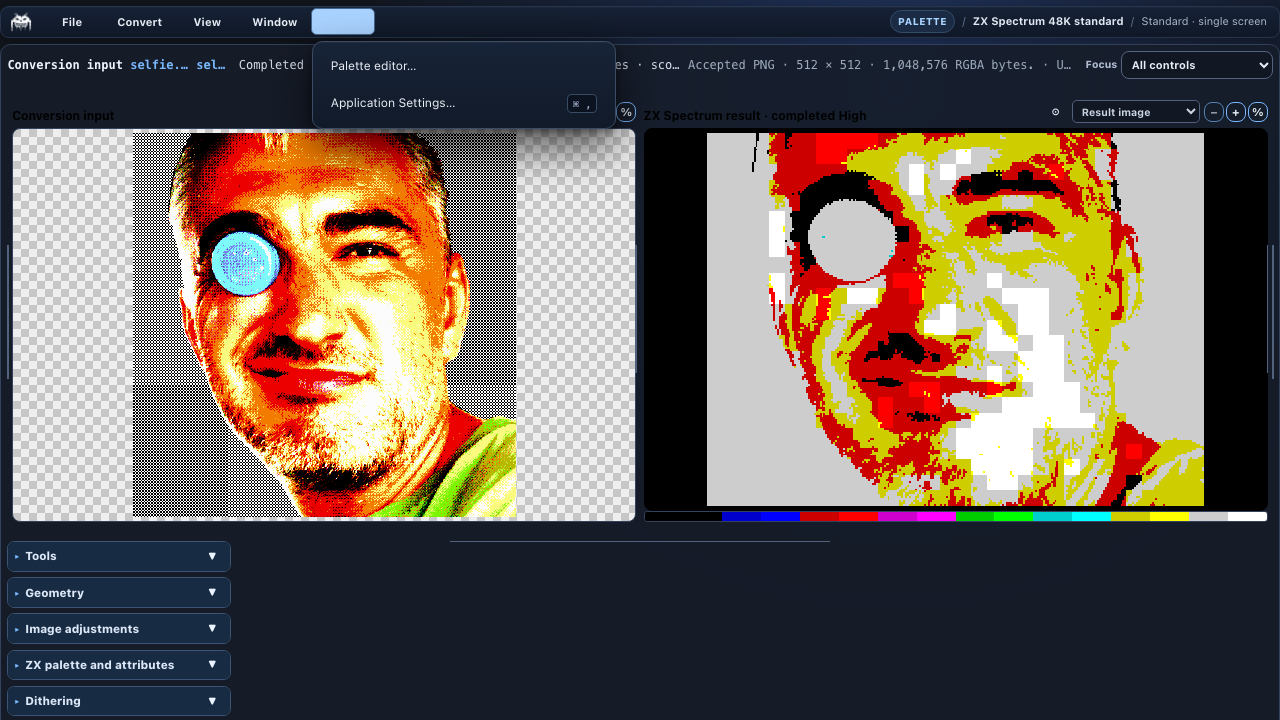 File Convert View Window PALETTE / ZX Spectrum 48K standard / Standard · single screen
Palette editor...
Application Settings... ⌘ ,
Conversion input selfie.… sel… Completed es · sco… Accepted PNG · 512 × 512 · 1,048,576 RGBA bytes. · U… Focus All controls
Conversion input % ZX Spectrum result · completed High Result image − + %
Tools
Geometry
Image adjustments
ZX palette and attributes
Dithering